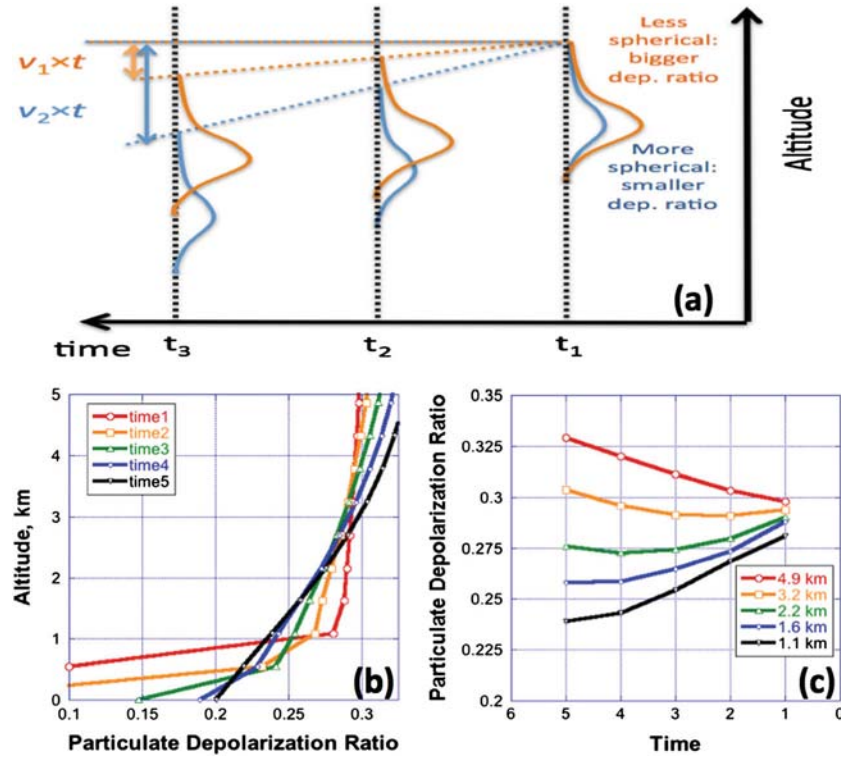 Less
spherical:
bigger
dep. ratio
v₁×t
v₂×t
More
spherical:
smaller
dep. ratio
Altitude
(a)
time
t₃
t₂
t₁
5
4
3
2
1
0
Altitude, km
time1
time2
time3
time4
time5
(b)
0.1
0.15
0.2
0.25
0.3
Particulate Depolarization Ratio
0.35
0.325
0.3
0.275
0.25
0.225
0.2
Particulate Depolarization Ratio
4.9 km
3.2 km
2.2 km
1.6 km
1.1 km
(c)
6
5
4
3
2
1
0
Time